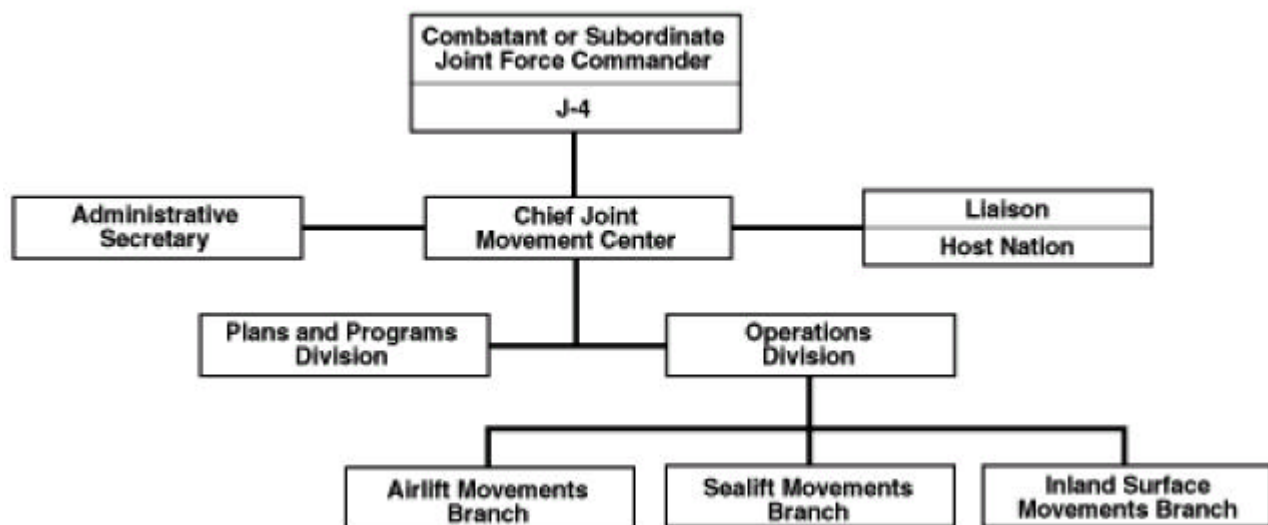 Combatant or Subordinate
Joint Force Commander
J-4
Administrative
Secretary
Chief Joint
Movement Center
Liaison
Host Nation
Plans and Programs
Division
Operations
Division
Airlift Movements
Branch
Sealift Movements
Branch
Inland Surface
Movements Branch